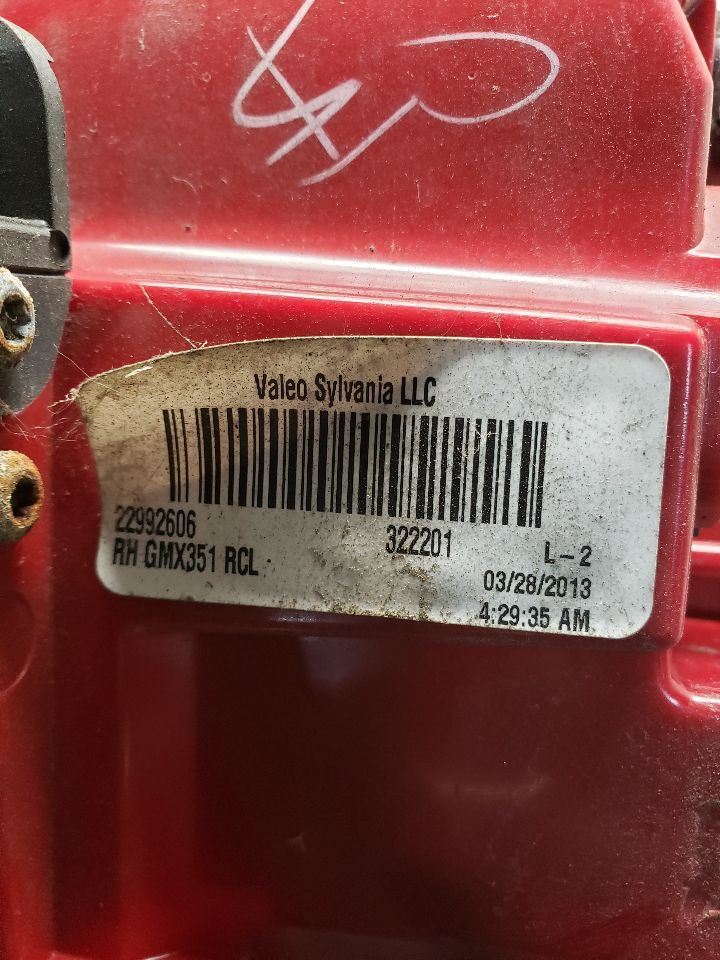 Valeo Sylvania LLC
22992606 322201 L-2
RH GMX351 RCL 03/28/2013
4:29:35 AM